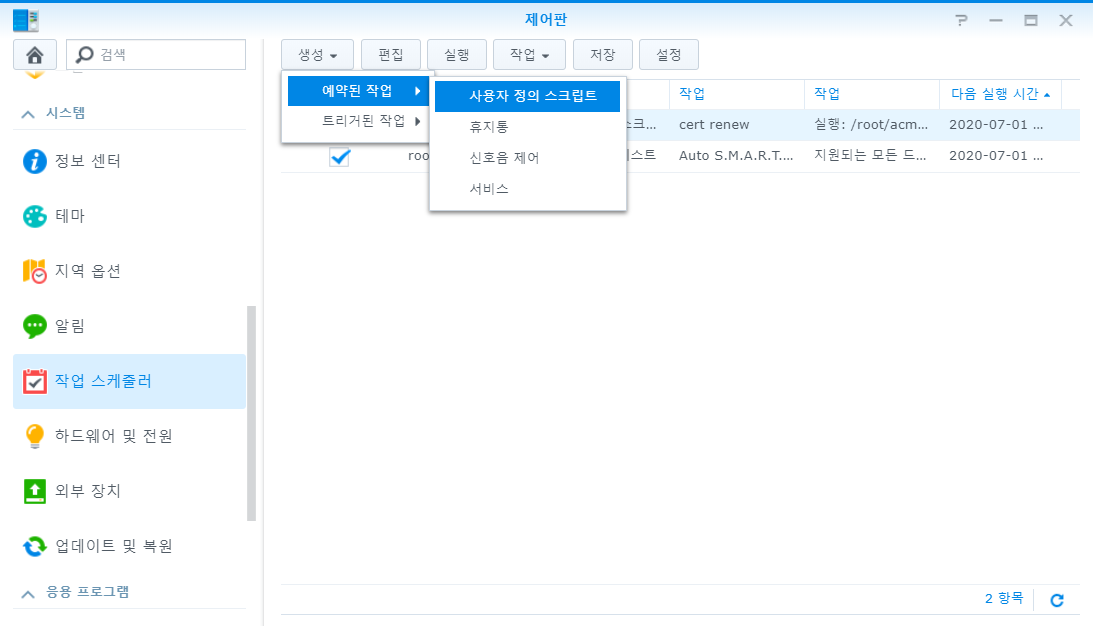 제어판
검색
생성 편집 실행 작업 저장 설정
시스템
정보 센터
테마
지역 옵션
알림
작업 스케줄러
하드웨어 및 전원
외부 장치
업데이트 및 복원
응용 프로그램
예약된 작업
트리거된 작업
사용자 정의 스크립트
휴지통
신호음 제어
서비스
작업 작업 다음 실행 시간
스크... cert renew 실행: /root/acm... 2020-07-01 ...
roo Auto S.M.A.R.T.... 지원되는 모든 드... 2020-07-01 ...
2 항목